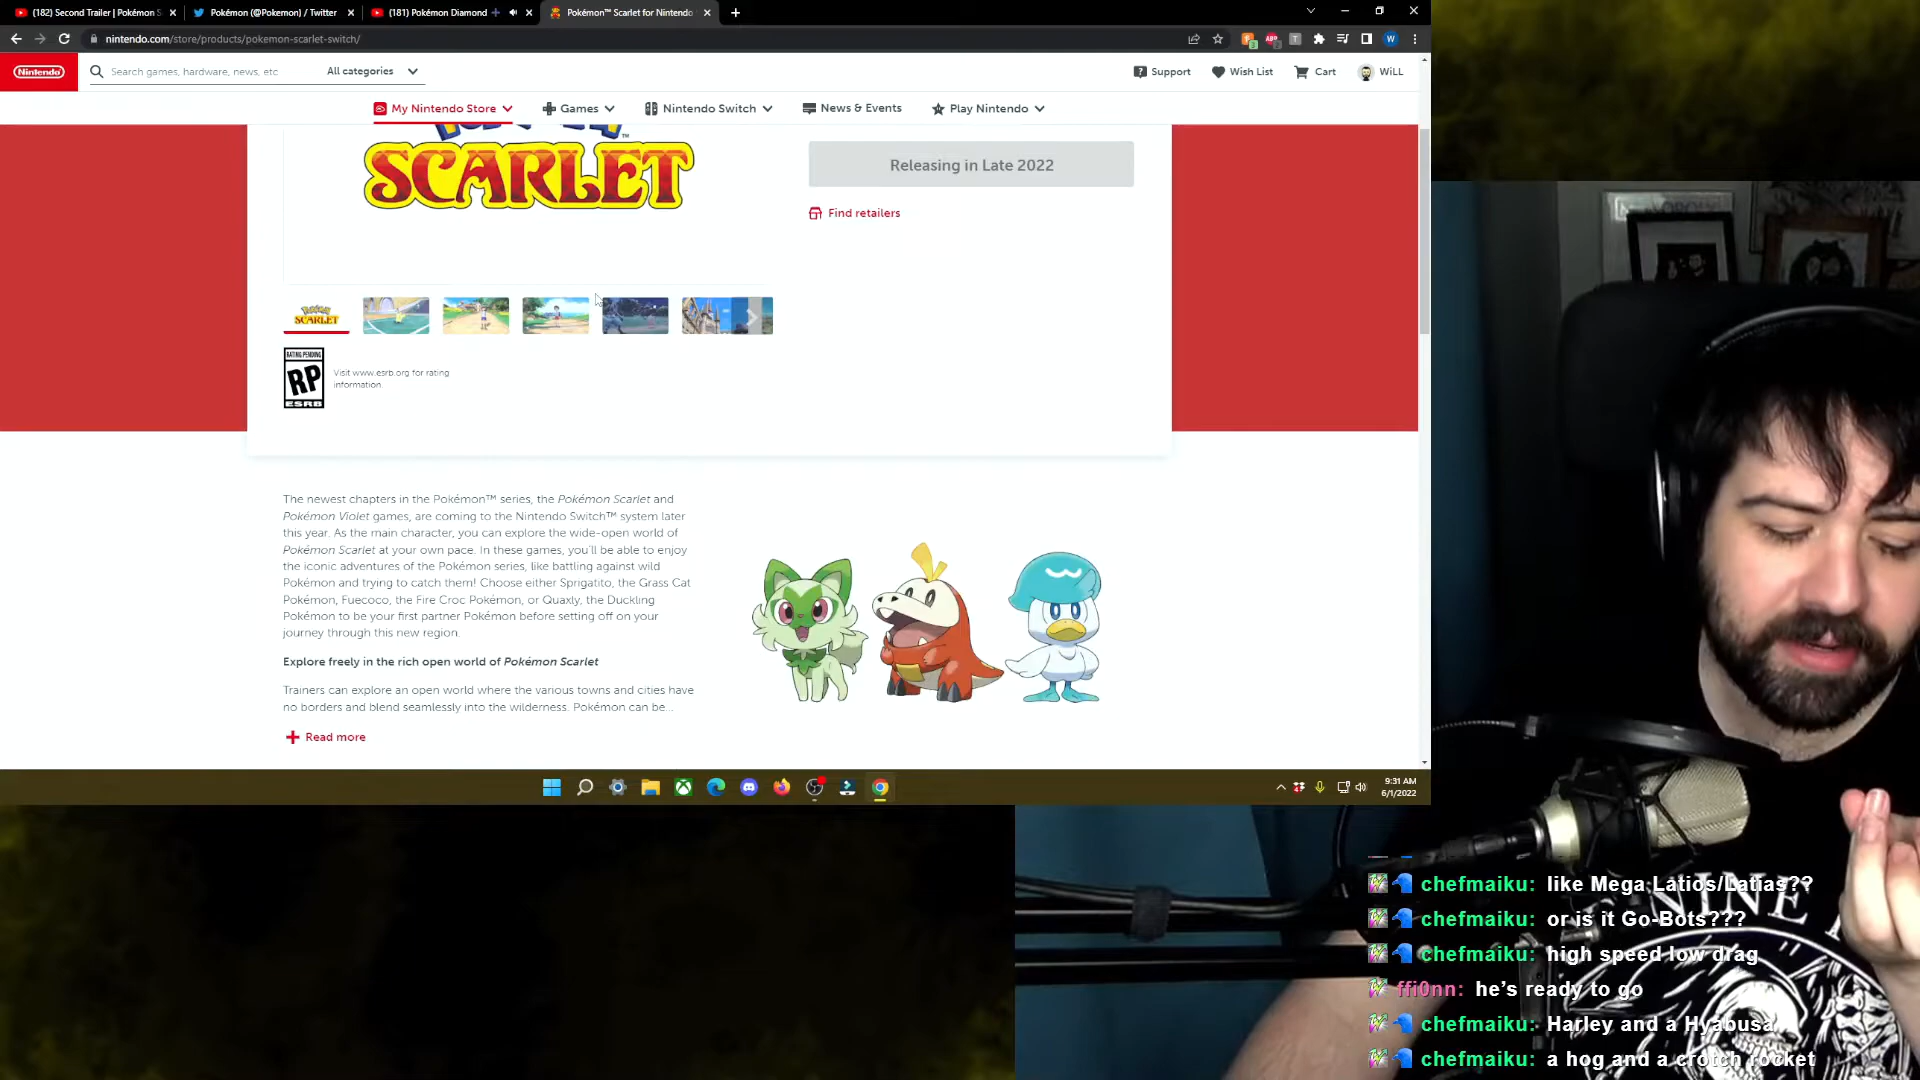 (182) Second Trailer | Pokémon S
Pokémon (@Pokemon) / Twitter
(181) Pokémon Diamond
Pokémon™ Scarlet for Nintendo
nintendo.com/store/products/pokemon-scarlet-switch/
Nintendo
Search games, hardware, news, etc
All categories
Support
Wish List
Cart
WiLL
My Nintendo Store
Games
Nintendo Switch
News & Events
Play Nintendo
SCARLET
Releasing in Late 2022
Find retailers
SCARLET
RATING PENDING
RP
ESRB
Visit www.esrb.org for rating
information.
The newest chapters in the Pokémon™ series, the Pokémon Scarlet and
Pokémon Violet games, are coming to the Nintendo Switch™ system later
this year. As the main character, you can explore the wide-open world of
Pokémon Scarlet at your own pace. In these games, you'll be able to enjoy
the iconic adventures of the Pokémon series, like battling against wild
Pokémon and trying to catch them! Choose either Sprigatito, the Grass Cat
Pokémon, Fuecoco, the Fire Croc Pokémon, or Quaxly, the Duckling
Pokémon to be your first partner Pokémon before setting off on your
journey through this new region.
Explore freely in the rich open world of Pokémon Scarlet
Trainers can explore an open world where the various towns and cities have
no borders and blend seamlessly into the wilderness. Pokémon can be...
Read more
9:31 AM
6/1/2022
chefmaiku: like Mega Latios/Latias??
chefmaiku: or is it Go-Bots???
chefmaiku: high speed low drag
ffi0nn: he's ready to go
chefmaiku: Harley and a Hyabusa
chefmaiku: a hog and a crotch rocket
NINE